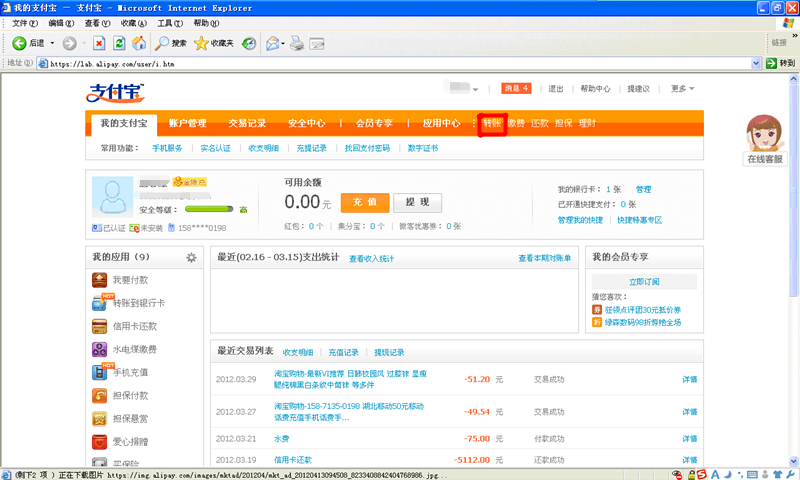 我的支付宝 — 支付宝 - Microsoft Internet Explorer
文件(F) 编辑(E) 查看(V) 收藏(A) 工具(T) 帮助(H)
后退 搜索 收藏夹 链接
地址(D) https://lab.alipay.com/user/i.htm 转到
支付宝 消息 4 退出 帮助中心 提建议 更多
我的支付宝 账户管理 交易记录 安全中心 会员专享 应用中心 转账 缴费 还款 担保 理财
常用功能： 手机服务 实名认证 收支明细 充提记录 找回支付密码 数字证书
在线客服
金账户
安全等级： 高
已认证 未安装 158****0198
可用余额
0.00 元 充 值 提 现
红包：0 个 集分宝：0 个 微客优惠券：0 张
我的银行卡：1 张 管理
已开通快捷支付：0 张
管理我的快捷 快捷特惠专区
我的应用（9）
我要付款
转账到银行卡
信用卡还款
水电煤缴费
手机充值
担保付款
担保悬赏
爱心捐赠
买保险
HOT
HOT
最近(02.16 - 03.15)支出统计 查看收入统计 查看本期对账单
我的会员专享
立即订阅
猜您喜欢：
券 狂顿点评团30元抵价券
折 绿森数码98折惊艳全场
最近交易列表 收支明细 充值记录 提现记录
2012.03.29 淘宝购物-最新VI推荐 日韩校园风 过膝袜 显瘦
腿纯棉黑白条纹中筒袜 等多件 -51.20 元 交易成功 详情
2012.03.27 淘宝购物-158-7135-0198 湖北移动50元移动
话费充值手机话费手... -49.54 元 交易成功 详情
2012.03.21 水费 -75.00 元 付款成功 详情
2012.03.19 信用卡还款 -5112.00 元 还款成功 详情
(剩下2 项 ) 正在下载图片 https://img.alipay.com/images/mktad/201204/mkt_ad_20120413094508_8233408842404768986.jpg...